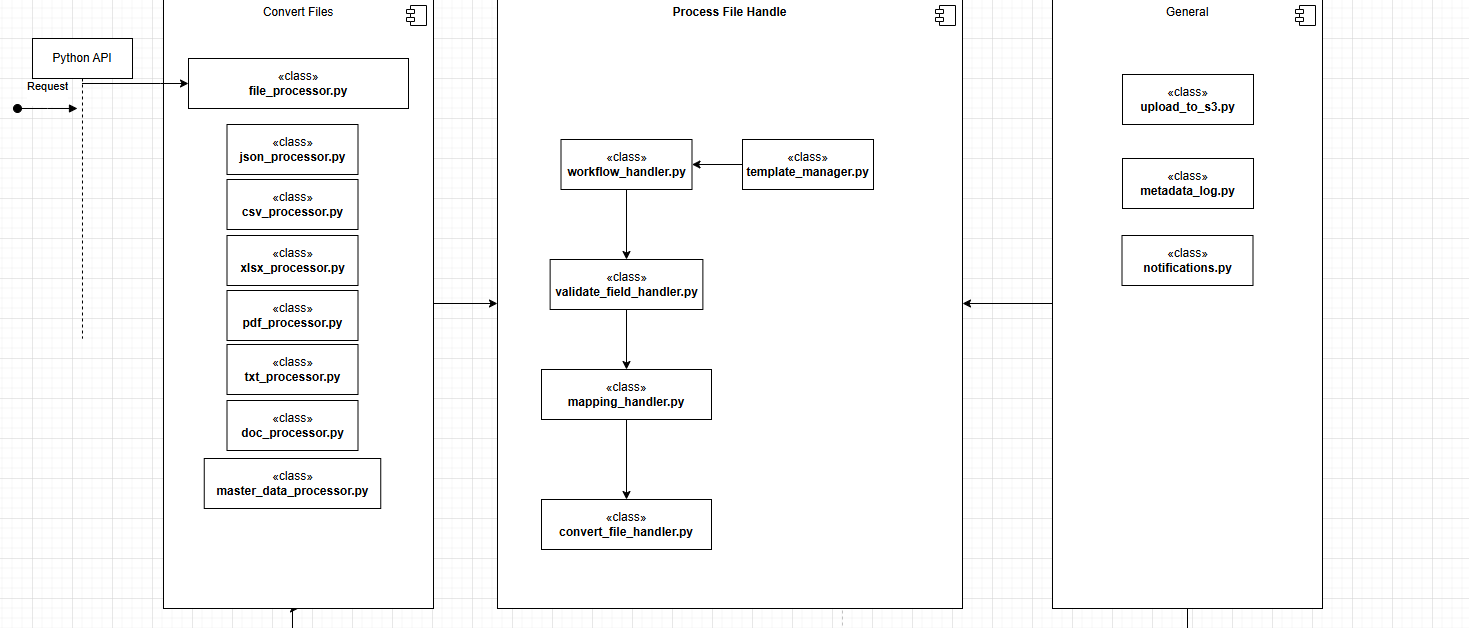 Convert Files
Python API
Request
«class»
file_processor.py
«class»
json_processor.py
«class»
csv_processor.py
«class»
xlsx_processor.py
«class»
pdf_processor.py
«class»
txt_processor.py
«class»
doc_processor.py
«class»
master_data_processor.py
Process File Handle
«class»
workflow_handler.py
«class»
template_manager.py
«class»
validate_field_handler.py
«class»
mapping_handler.py
«class»
convert_file_handler.py
General
«class»
upload_to_s3.py
«class»
metadata_log.py
«class»
notifications.py